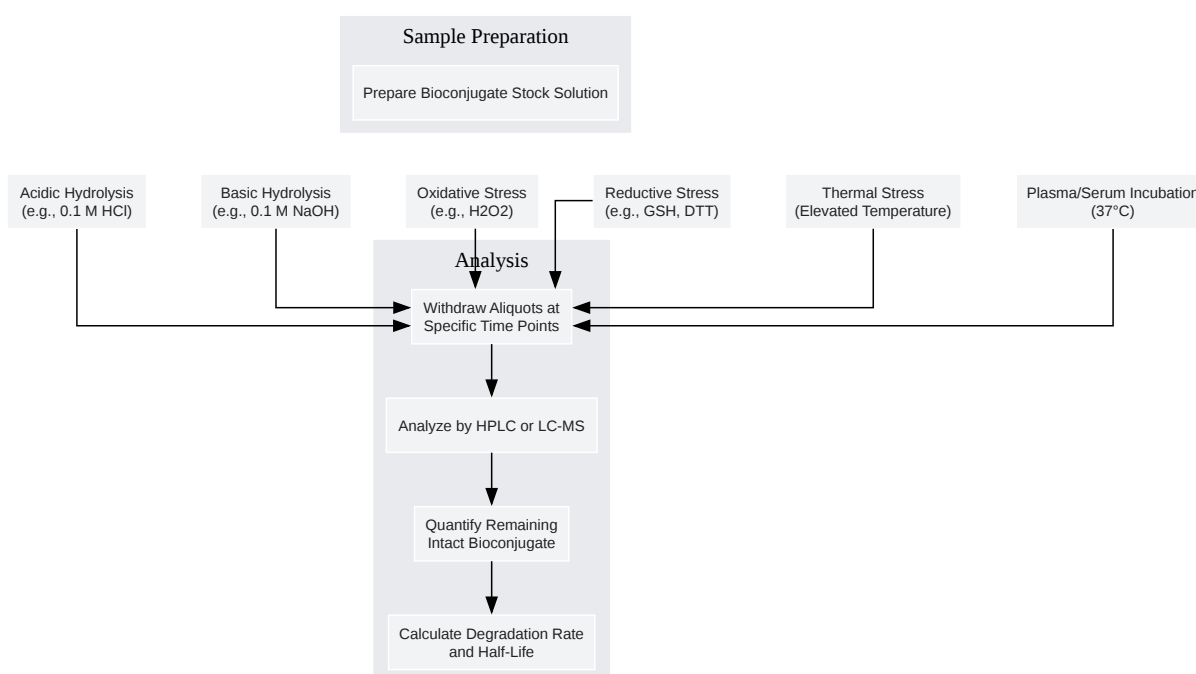 Sample Preparation
Prepare Bioconjugate Stock Solution
Acidic Hydrolysis
(e.g., 0.1 M HCl)
Basic Hydrolysis
(e.g., 0.1 M NaOH)
Oxidative Stress
(e.g., H2O2)
Reductive Stress
(e.g., GSH, DTT)
Thermal Stress
(Elevated Temperature)
Plasma/Serum Incubation
(37°C)
Analysis
Withdraw Aliquots at
Specific Time Points
Analyze by HPLC or LC-MS
Quantify Remaining
Intact Bioconjugate
Calculate Degradation Rate
and Half-Life